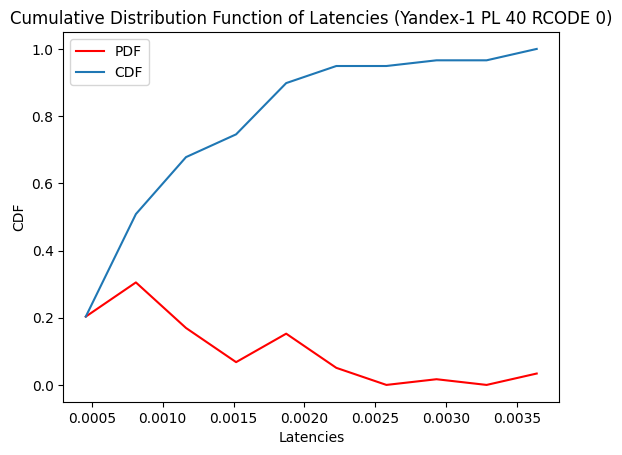 Cumulative Distribution Function of Latencies (Yandex-1 PL 40 RCODE 0)
PDF
CDF
1.0
0.8
0.6
0.4
0.2
0.0
CDF
0.0005
0.0010
0.0015
0.0020
0.0025
0.0030
0.0035
Latencies